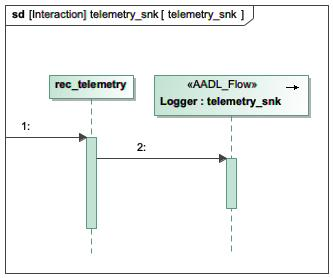 sd [Interaction] telemetry_snk [ telemetry_snk ]
rec_telemetry
«AADL_Flow»
Logger : telemetry_snk
1:
2: